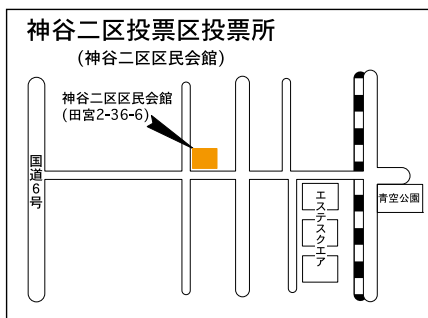 神谷二区投票区投票所
(神谷二区区民会館)
神谷二区区民会館
(田宮2-36-6)
国道6号
エステスクエア
青空公園